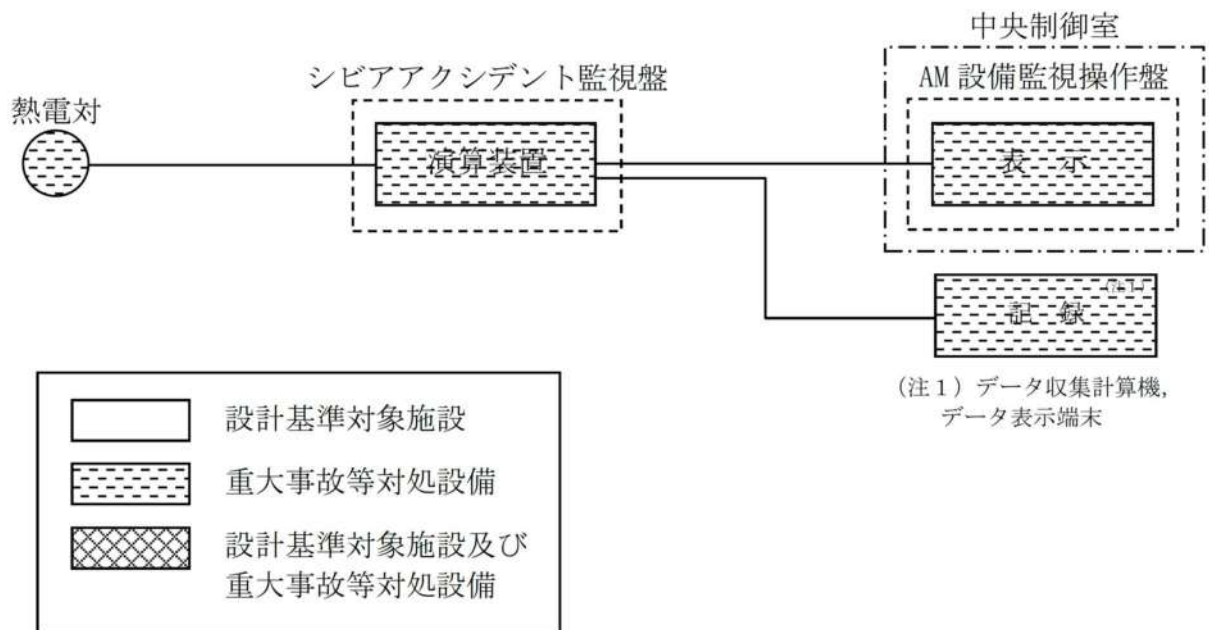 中央制御室
シビアアクシデント監視盤
AM 設備監視操作盤
熱電対
演算装置
表 示
(注1)
記 録
(注1) データ収集計算機,
データ表示端末
設計基準対象施設
重大事故等対処設備
設計基準対象施設及び
重大事故等対処設備